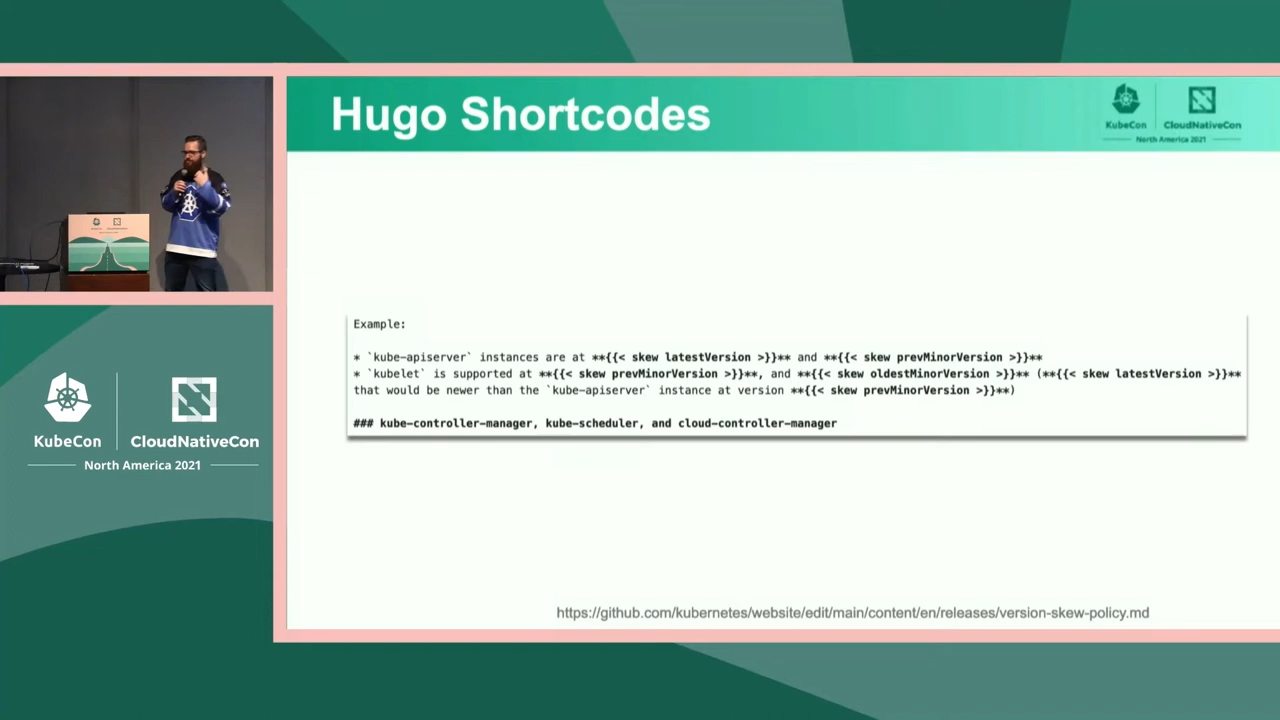 Hugo Shortcodes
KubeCon
CloudNativeCon
North America 2021
Example:
* `kube-apiserver` instances are at **{{< skew latestVersion >}}** and **{{< skew prevMinorVersion >}}**
* `kubelet` is supported at **{{< skew prevMinorVersion >}}**, and **{{< skew oldestMinorVersion >}}** (**{{< skew latestVersion >}}**
that would be newer than the `kube-apiserver` instance at version **{{< skew prevMinorVersion >}}**)
### kube-controller-manager, kube-scheduler, and cloud-controller-manager
KubeCon
CloudNativeCon
North America 2021
https://github.com/kubernetes/website/edit/main/content/en/releases/version-skew-policy.md